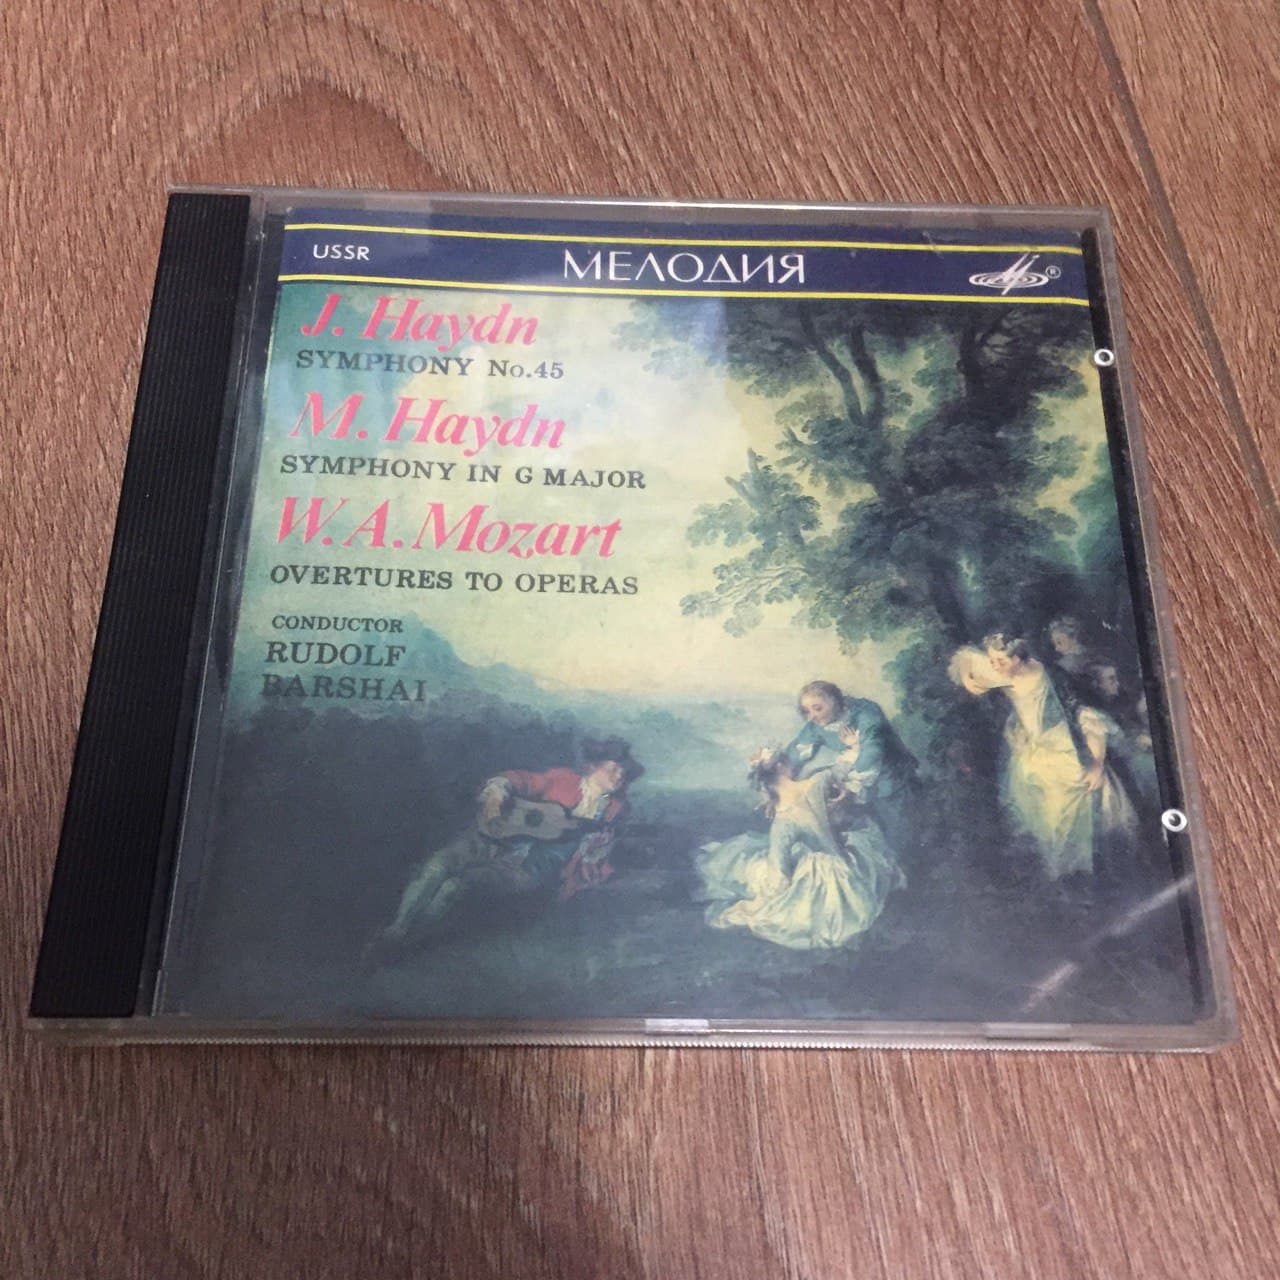 USSR МЕЛОДИЯ ®
J. Haydn
SYMPHONY No.45
M. Haydn
SYMPHONY IN G MAJOR
W. A. Mozart
OVERTURES TO OPERAS
CONDUCTOR
RUDOLF
BARSHAI